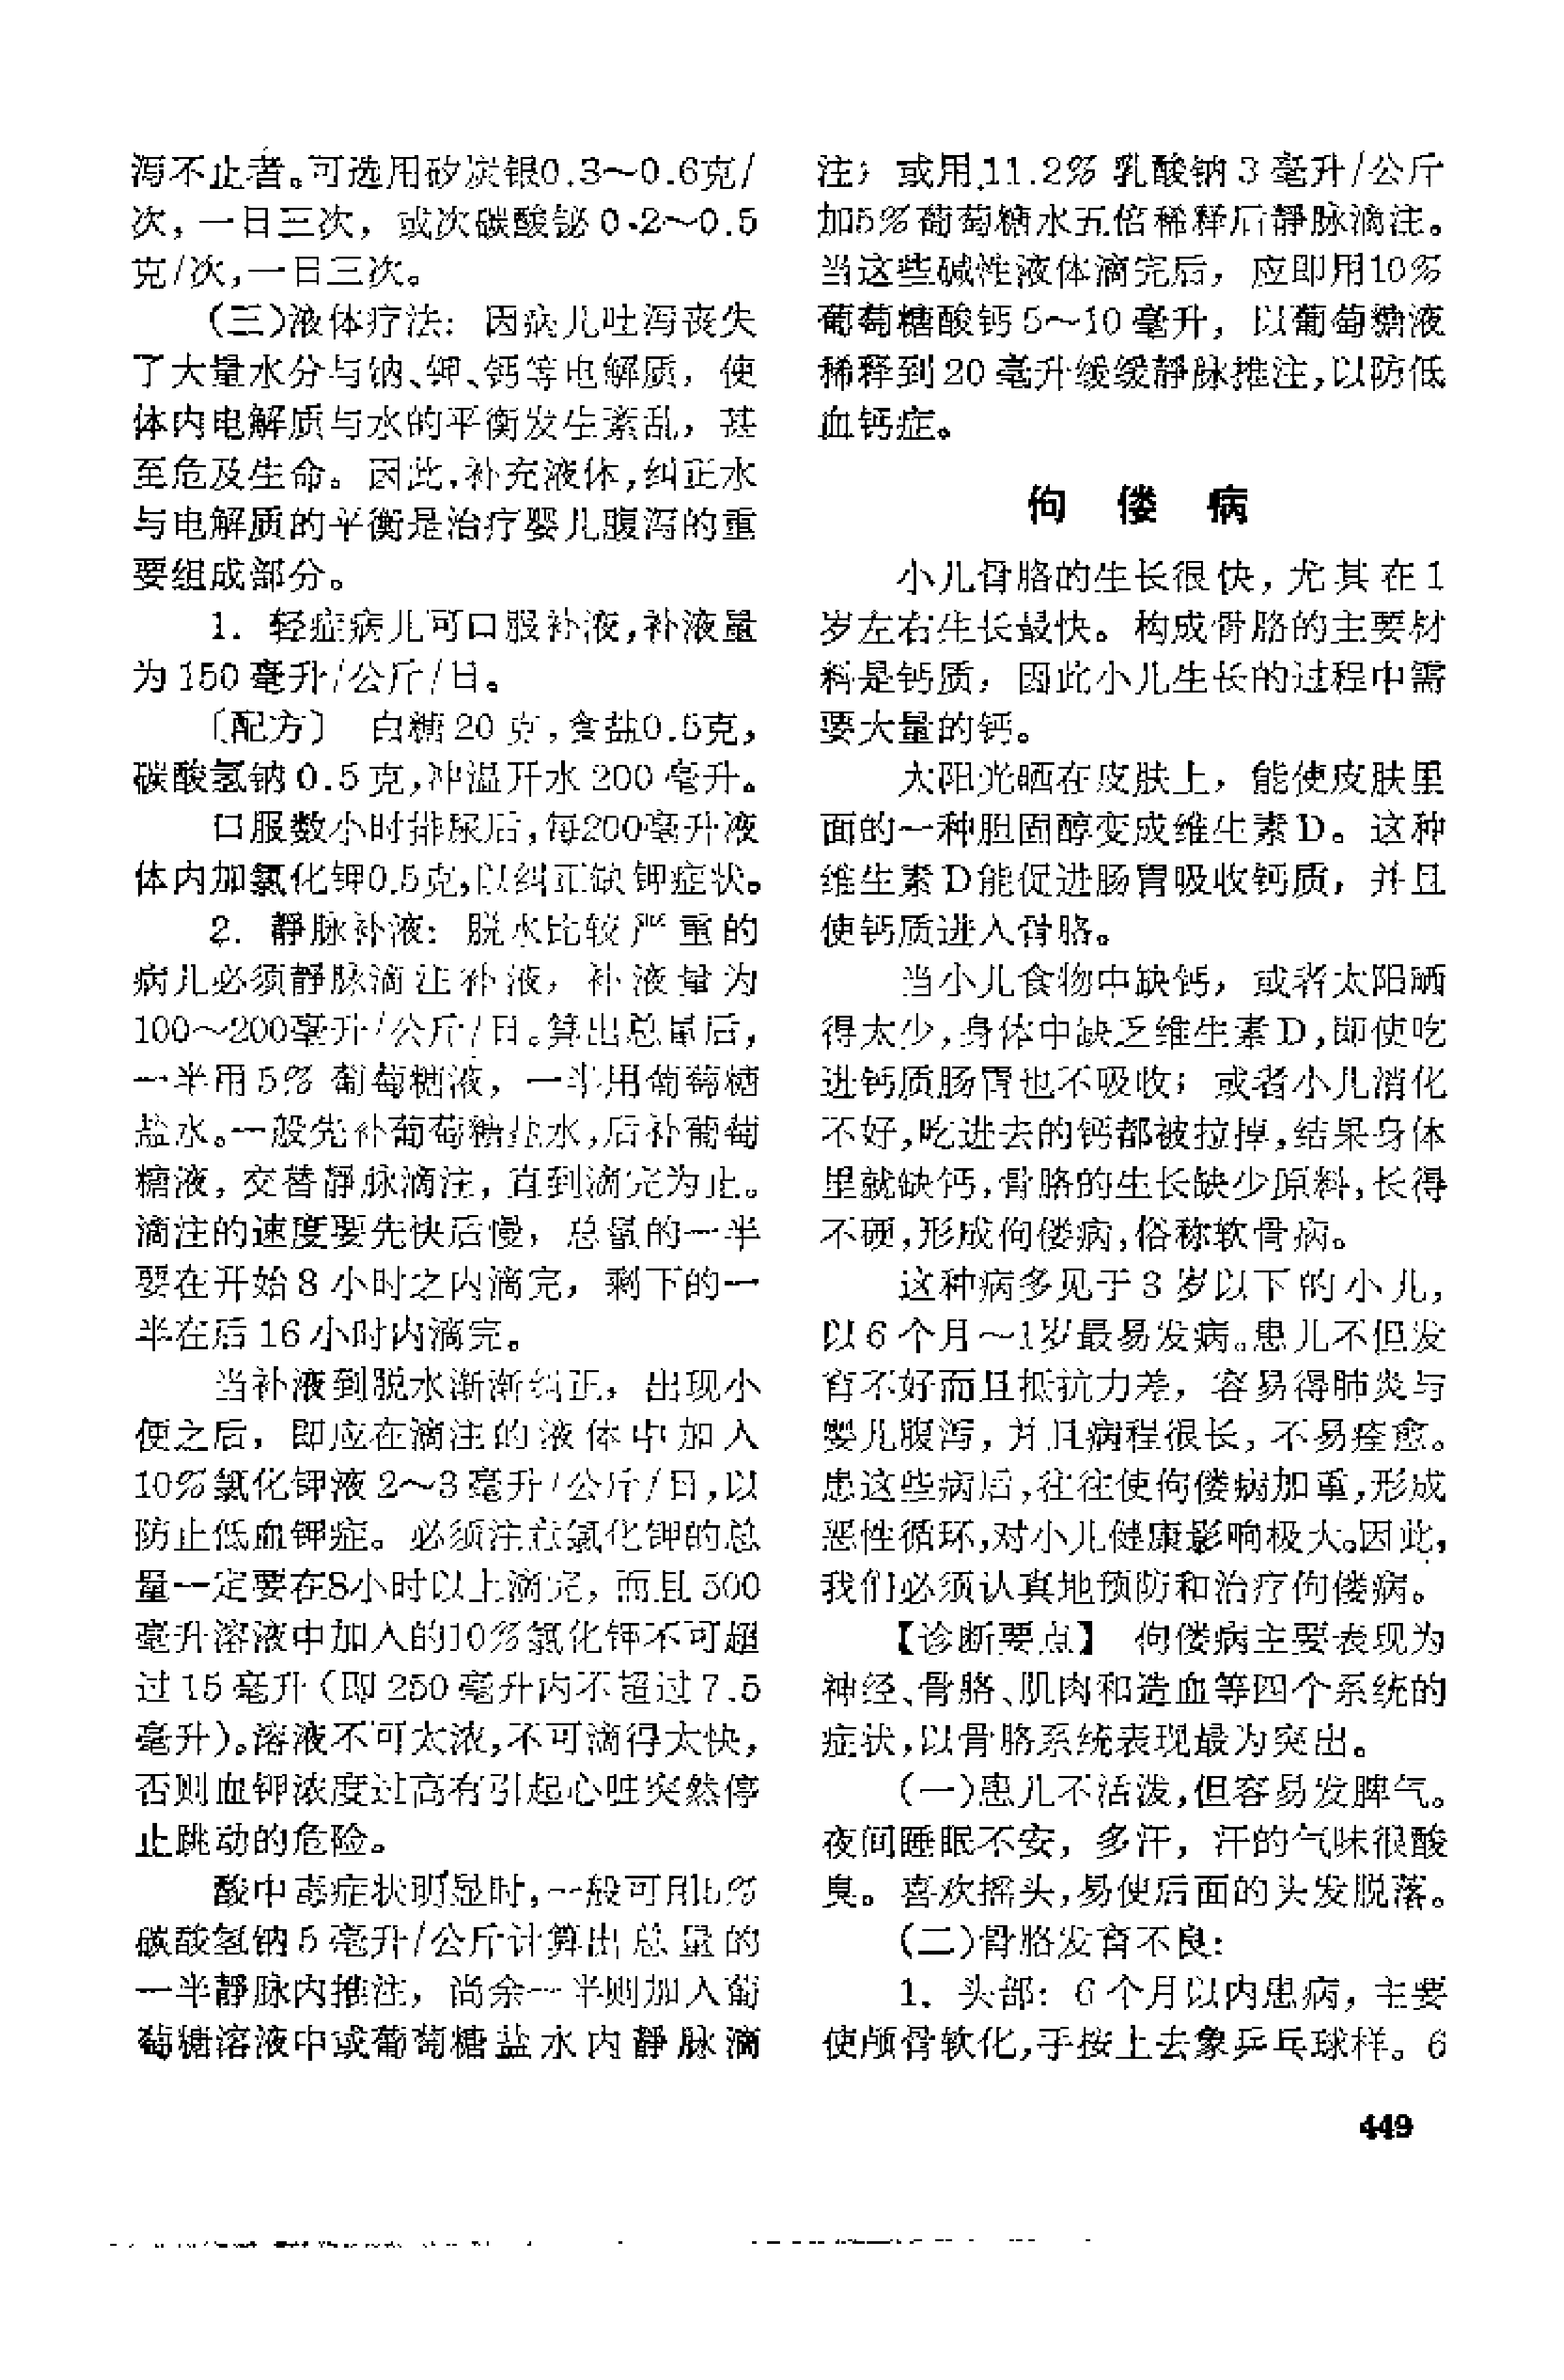 泻不止者。可选用矽炭银0.3～0.6克/
次，一日三次，或次碳酸铋0.2～0.5
克/次，一日三次。
（三）液体疗法：因病儿吐泻丧失
了大量水分与钠、钾、钙等电解质，使
体内电解质与水的平衡发生紊乱，甚
至危及生命。因此，补充液体，纠正水
与电解质的平衡是治疗婴儿腹泻的重
要组成部分。
1. 轻症病儿可口服补液，补液量
为150毫升/公斤/日。
〔配方〕 白糖20克，食盐0.5克，
碳酸氢钠0.5克，冲温开水200毫升。
口服数小时排尿后，每200毫升液
体内加氯化钾0.5克，以纠正缺钾症状。
2. 静脉补液：脱水比较严重的
病儿必须静脉滴注补液，补液量为
100～200毫升/公斤/日。算出总量后，
一半用5％葡萄糖液，一半用葡萄糖
盐水。一般先补葡萄糖盐水，后补葡萄
糖液，交替静脉滴注，直到滴完为止。
滴注的速度要先快后慢，总量的一半
要在开始8小时之内滴完，剩下的一
半在后16小时内滴完。
当补液到脱水渐渐纠正，出现小
便之后，即应在滴注的液体中加入
10％氯化钾液2～3毫升/公斤/日，以
防止低血钾症。必须注意氯化钾的总
量一定要在8小时以上滴完，而且500
毫升溶液中加入的10％氯化钾不可超
过15毫升（即250毫升内不超过7.5
毫升）。溶液不可太浓，不可滴得太快，
否则血钾浓度过高有引起心脏突然停
止跳动的危险。
酸中毒症状明显时，一般可用5％
碳酸氢钠5毫升/公斤计算出总量的
一半静脉内推注，尚余一半则加入葡
萄糖溶液中或葡萄糖盐水内静脉滴
注；或用11.2％乳酸钠3毫升/公斤
加5％葡萄糖水五倍稀释后静脉滴注。
当这些碱性液体滴完后，应即用10％
葡萄糖酸钙5～10毫升，以葡萄糖液
稀释到20毫升缓缓静脉推注，以防低
血钙症。
佝偻病
小儿骨胳的生长很快，尤其在1
岁左右生长最快。构成骨胳的主要材
料是钙质，因此小儿生长的过程中需
要大量的钙。
太阳光晒在皮肤上，能使皮肤里
面的一种胆固醇变成维生素D。这种
维生素D能促进肠胃吸收钙质，并且
使钙质进入骨胳。
当小儿食物中缺钙，或者太阳晒
得太少，身体中缺乏维生素D，即使吃
进钙质肠胃也不吸收；或者小儿消化
不好，吃进去的钙都被拉掉，结果身体
里就缺钙，骨胳的生长缺少原料，长得
不硬，形成佝偻病，俗称软骨病。
这种病多见于3岁以下的小儿，
以6个月～1岁最易发病。患儿不但发
育不好而且抵抗力差，容易得肺炎与
婴儿腹泻，并且病程很长，不易痊愈。
患这些病后，往往使佝偻病加重，形成
恶性循环，对小儿健康影响极大。因此，
我们必须认真地预防和治疗佝偻病。
【诊断要点】 佝偻病主要表现为
神经、骨胳、肌肉和造血等四个系统的
症状，以骨胳系统表现最为突出。
（一）患儿不活泼，但容易发脾气。
夜间睡眠不安，多汗，汗的气味很酸
臭。喜欢摇头，易使后面的头发脱落。
（二）骨胳发育不良：
1. 头部：6个月以内患病，主要
使颅骨软化，手按上去象乒乓球样。6
449